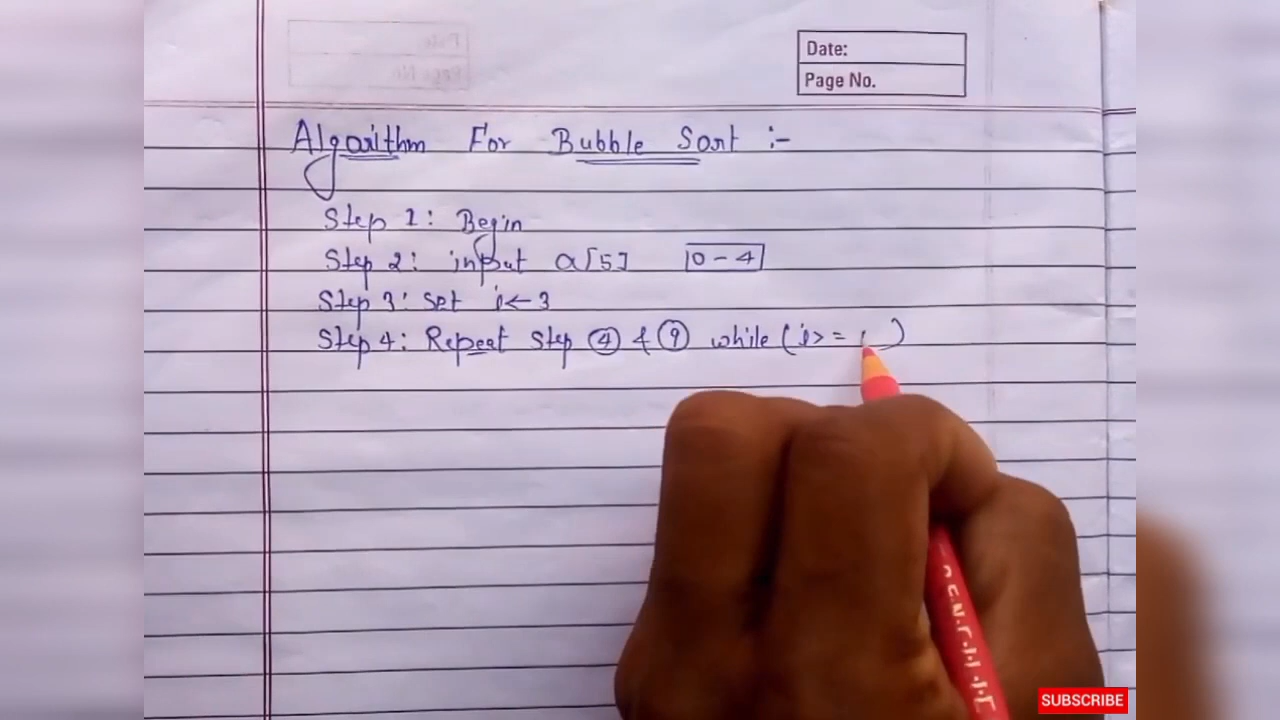 Date:
Page No.
Algorithm For Bubble Sort :-
Step 1: Begin
Step 2: input a[5] 0-4
Step 3: set i←3
Step 4: Repeat Step 4 & 9 while (i>= )
SUBSCRIBE